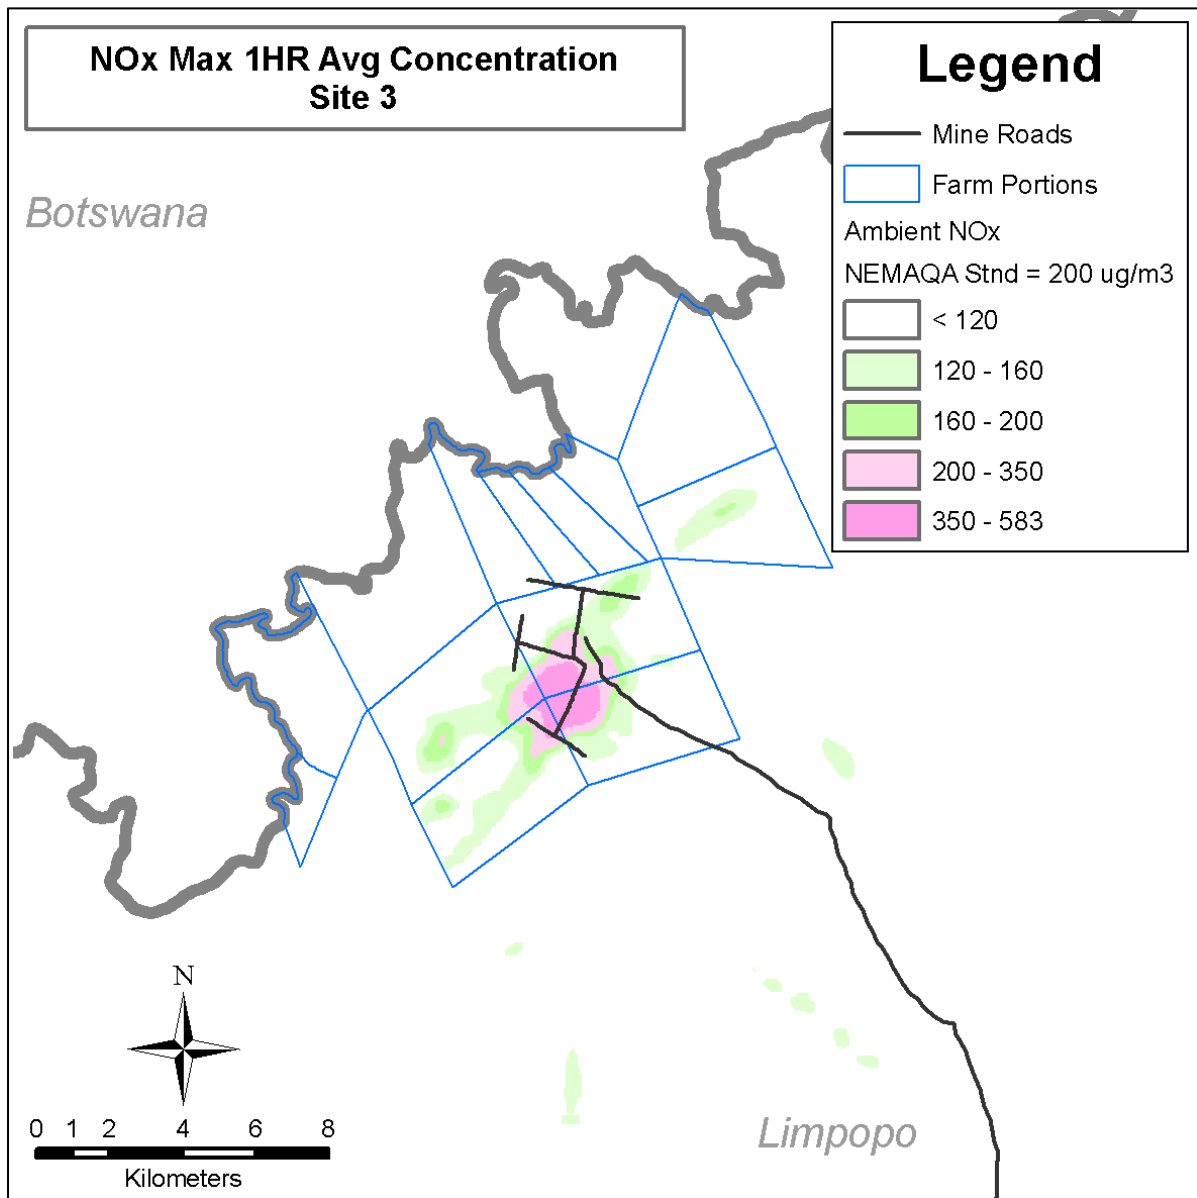 NOx Max 1HR Avg Concentration
Site 3
Legend
Mine Roads
Farm Portions
Ambient NOx
NEMAQA Stnd = 200 ug/m3
< 120
120 - 160
160 - 200
200 - 350
350 - 583
Botswana
N
0 1 2 4 6 8
Kilometers
Limpopo